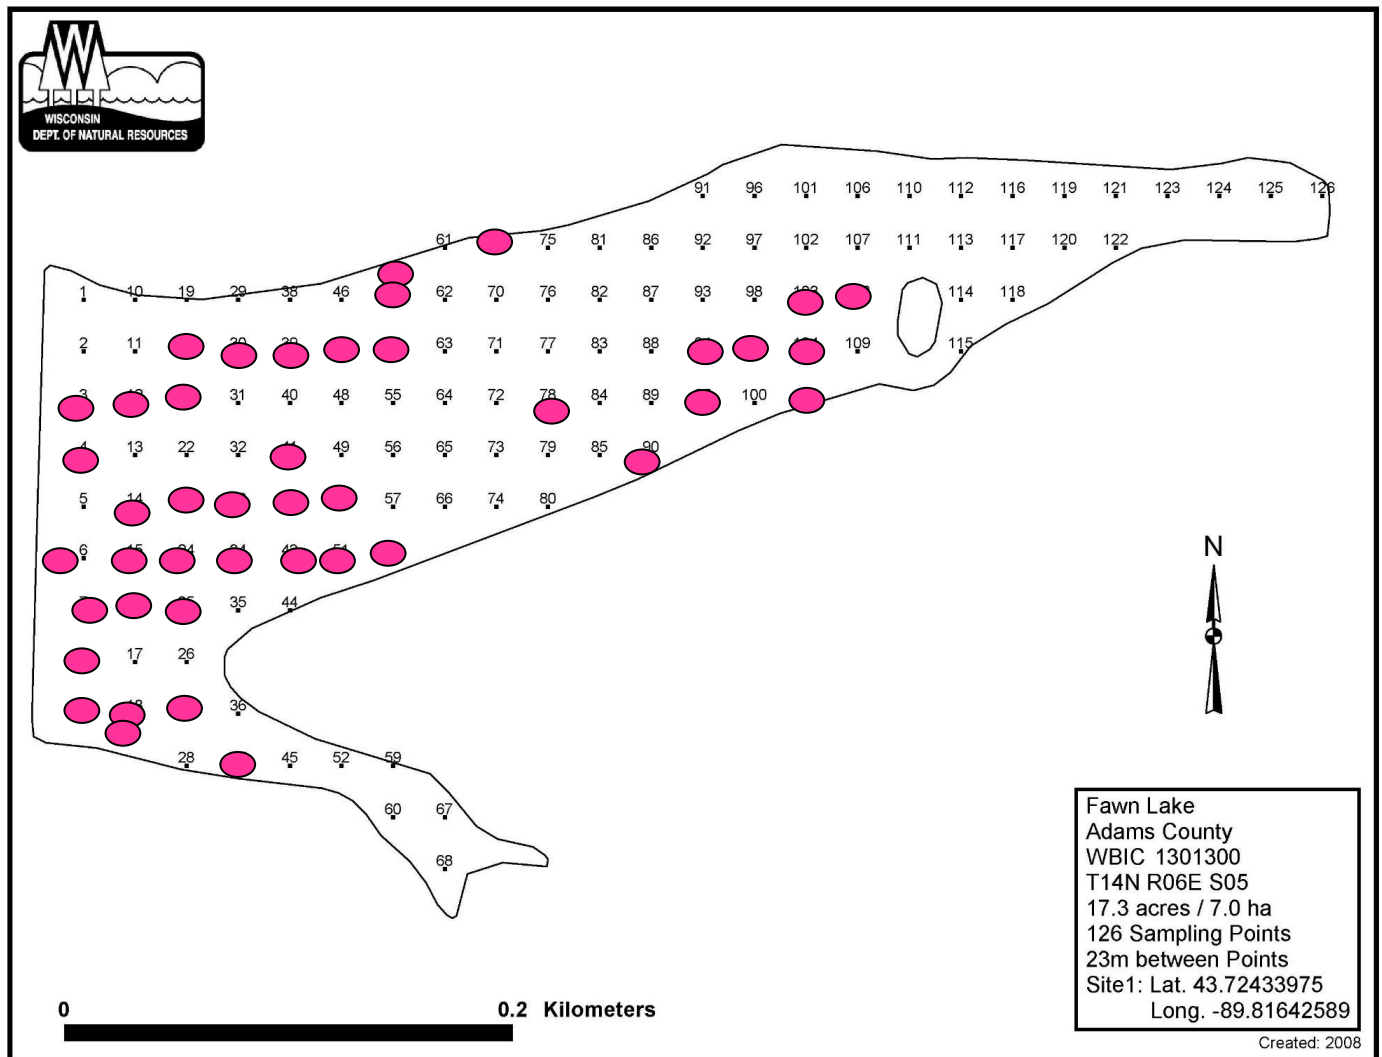 WISCONSIN
DEPT. OF NATURAL RESOURCES
91 96 101 106 110 112 116 119 121 123 124 125 126
61 75 81 86 92 97 102 107 111 113 117 120 122
1 10 19 29 38 46 62 70 76 82 87 93 98 114 118
2 11 63 71 77 83 88 109 115
3 31 40 48 55 64 72 78 84 89 100
4 13 22 32 49 56 65 73 79 85 90
5 14 57 66 74 80
6
35 44
17 26
36
28 45 52 59
60 67
68
N
Fawn Lake
Adams County
WBIC 1301300
T14N R06E S05
17.3 acres / 7.0 ha
126 Sampling Points
23m between Points
Site1: Lat. 43.72433975
Long. -89.81642589
0 0.2 Kilometers
Created: 2008